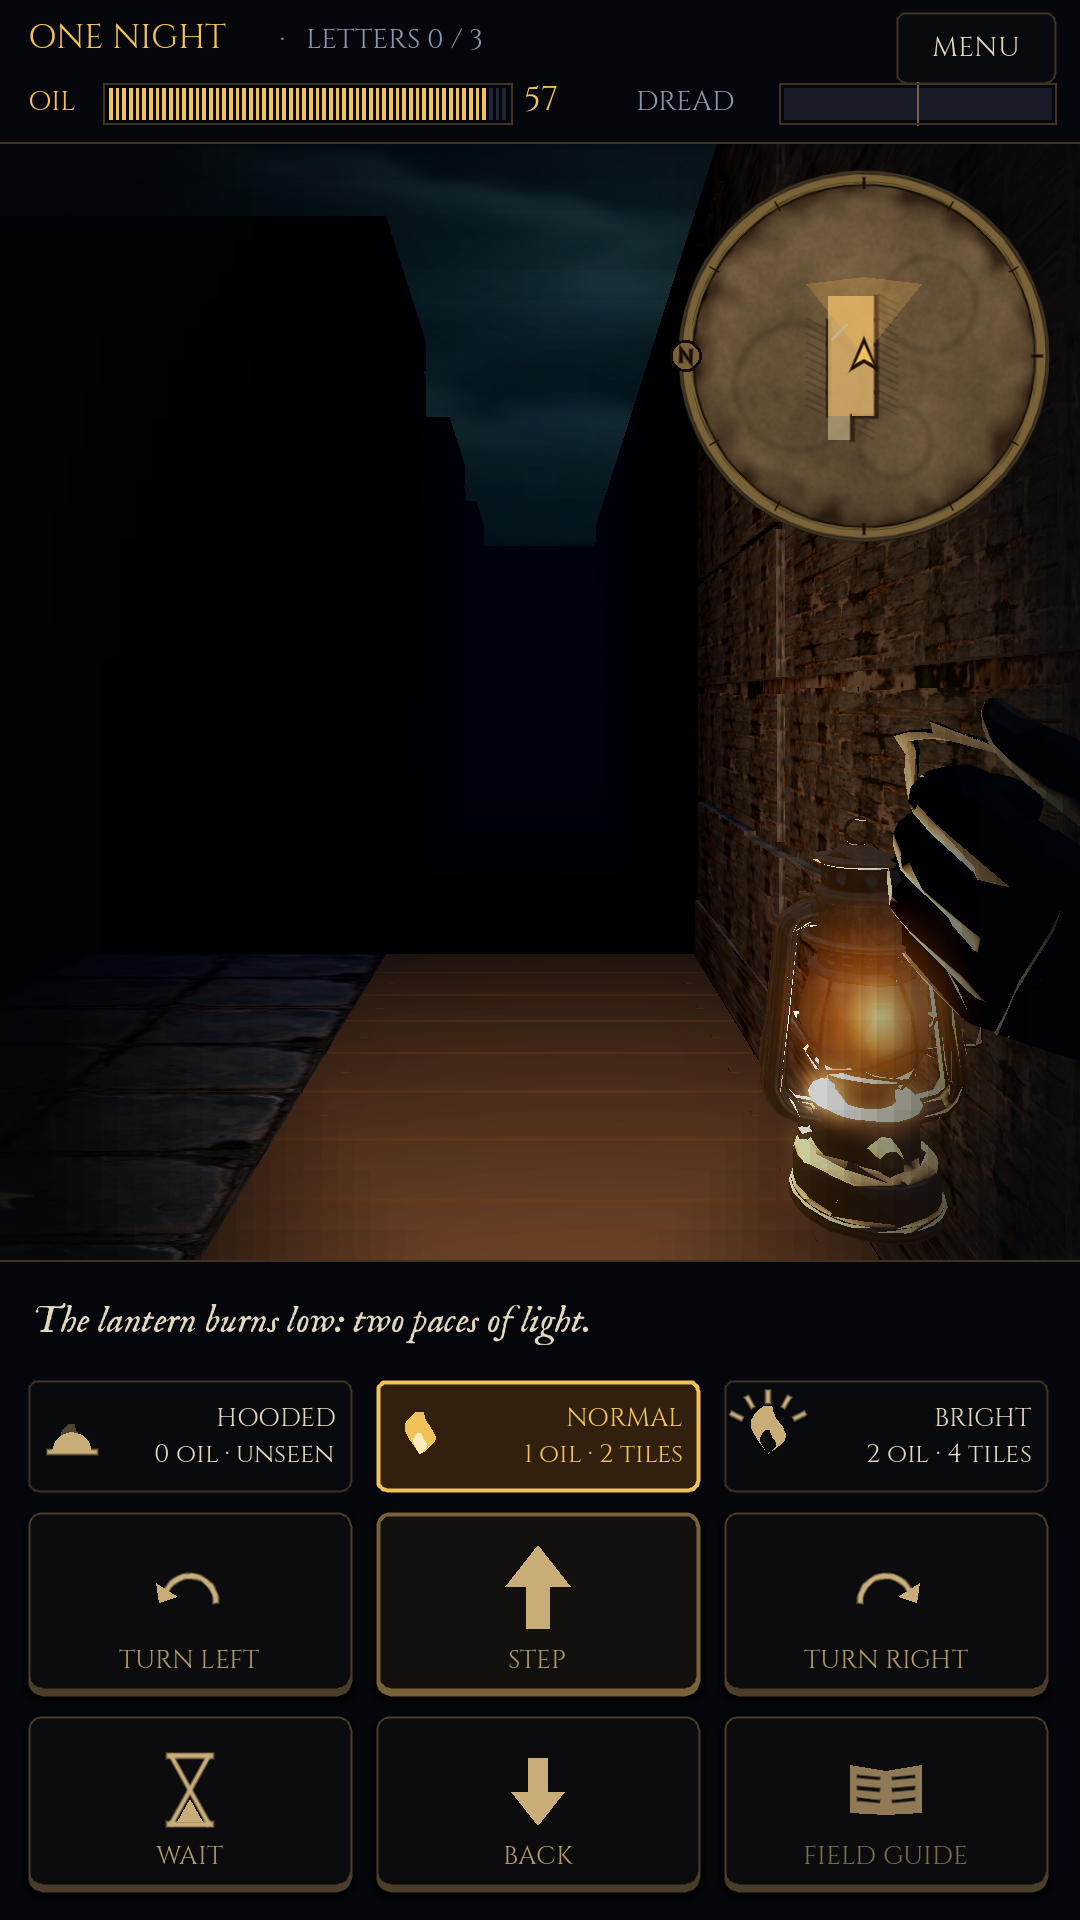 ONE NIGHT · LETTERS 0 / 3
MENU
OIL 57 DREAD
N
The lantern burns low: two paces of light.
HOODED
0 OIL · UNSEEN
NORMAL
1 OIL · 2 TILES
BRIGHT
2 OIL · 4 TILES
TURN LEFT
STEP
TURN RIGHT
WAIT
BACK
FIELD GUIDE